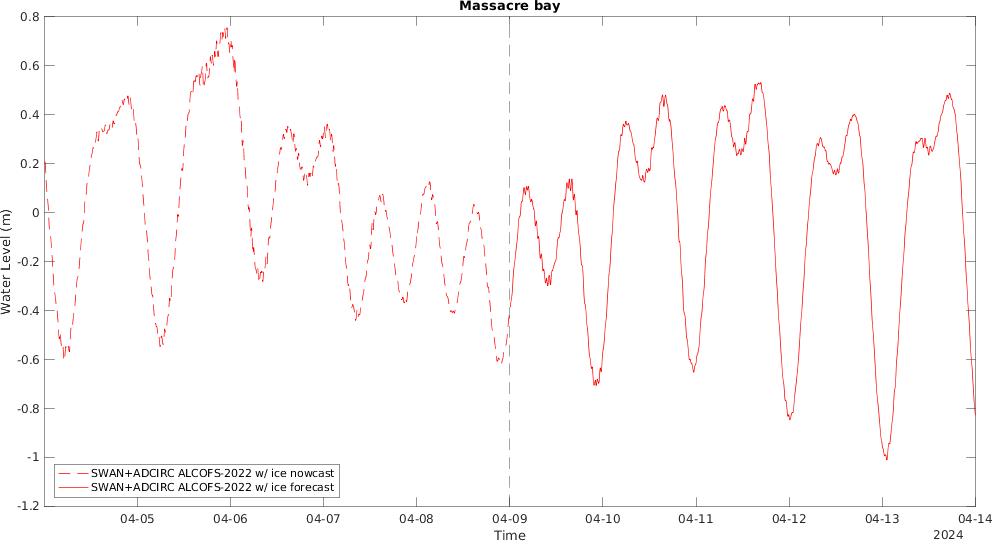 Massacre bay
0.8
0.6
0.4
0.2
0
-0.2
-0.4
-0.6
-0.8
-1
-1.2
Water Level (m)
SWAN+ADCIRC ALCOFS-2022 w/ ice nowcast
SWAN+ADCIRC ALCOFS-2022 w/ ice forecast
04-05 04-06 04-07 04-08 04-09 04-10 04-11 04-12 04-13 04-14
Time
2024